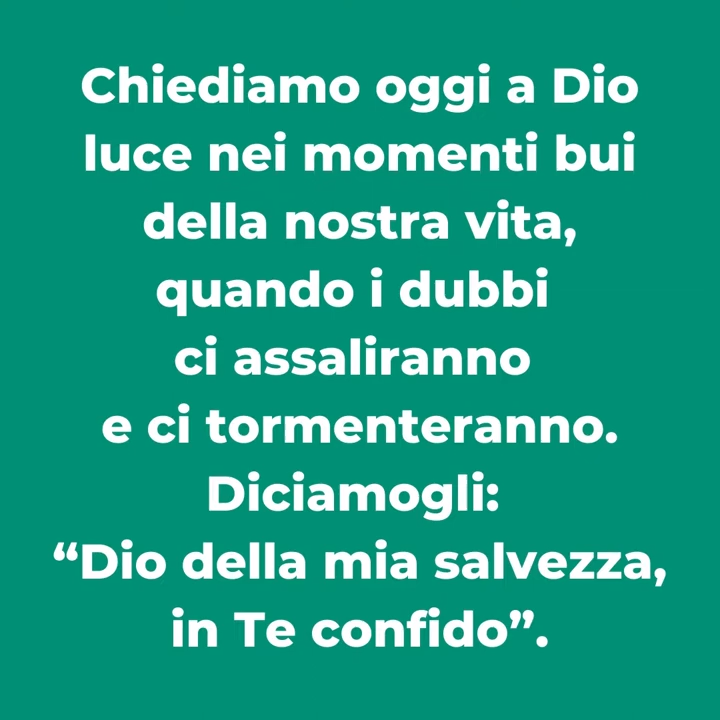 Chiediamo oggi a Dio
luce nei momenti bui
della nostra vita,
quando i dubbi
ci assaliranno
e ci tormenteranno.
Diciamogli:
“Dio della mia salvezza,
in Te confido”.